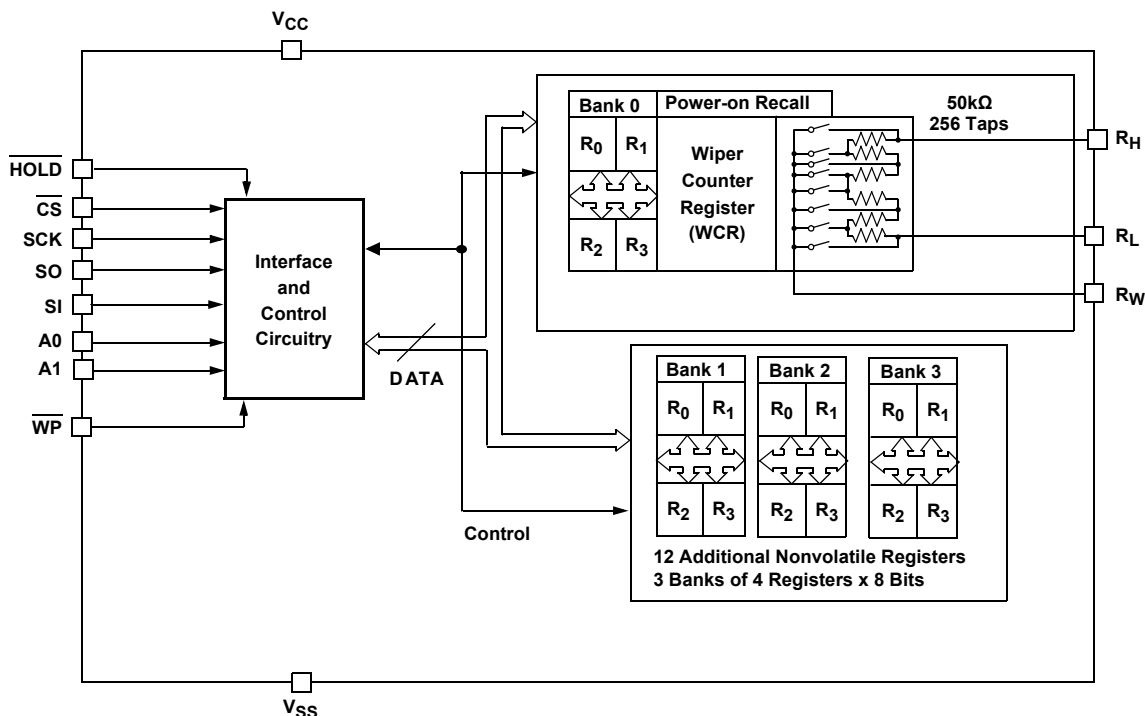 VCC
HOLD
CS
SCK
SO
SI
A0
A1
WP
Interface
and
Control
Circuitry
DATA
Control
Bank 0
Power-on Recall
R0
R1
R2
R3
Wiper
Counter
Register
(WCR)
50kΩ
256 Taps
RH
RL
RW
Bank 1
R0
R1
R2
R3
Bank 2
R0
R1
R2
R3
Bank 3
R0
R1
R2
R3
12 Additional Nonvolatile Registers
3 Banks of 4 Registers x 8 Bits
VSS